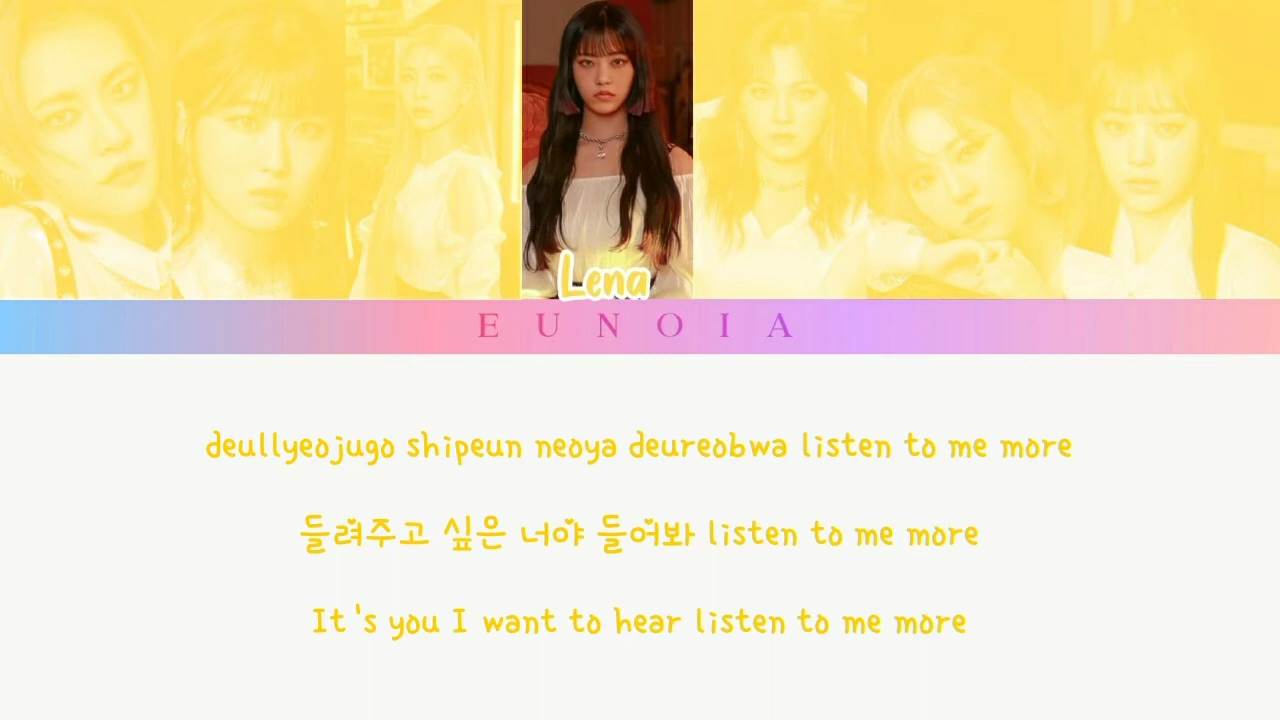 Lena
EUNOIA
deullyeojugo shipeun neoya deureobwa listen to me more
들려주고 싶은 너야 들어봐 listen to me more
It's you I want to hear listen to me more